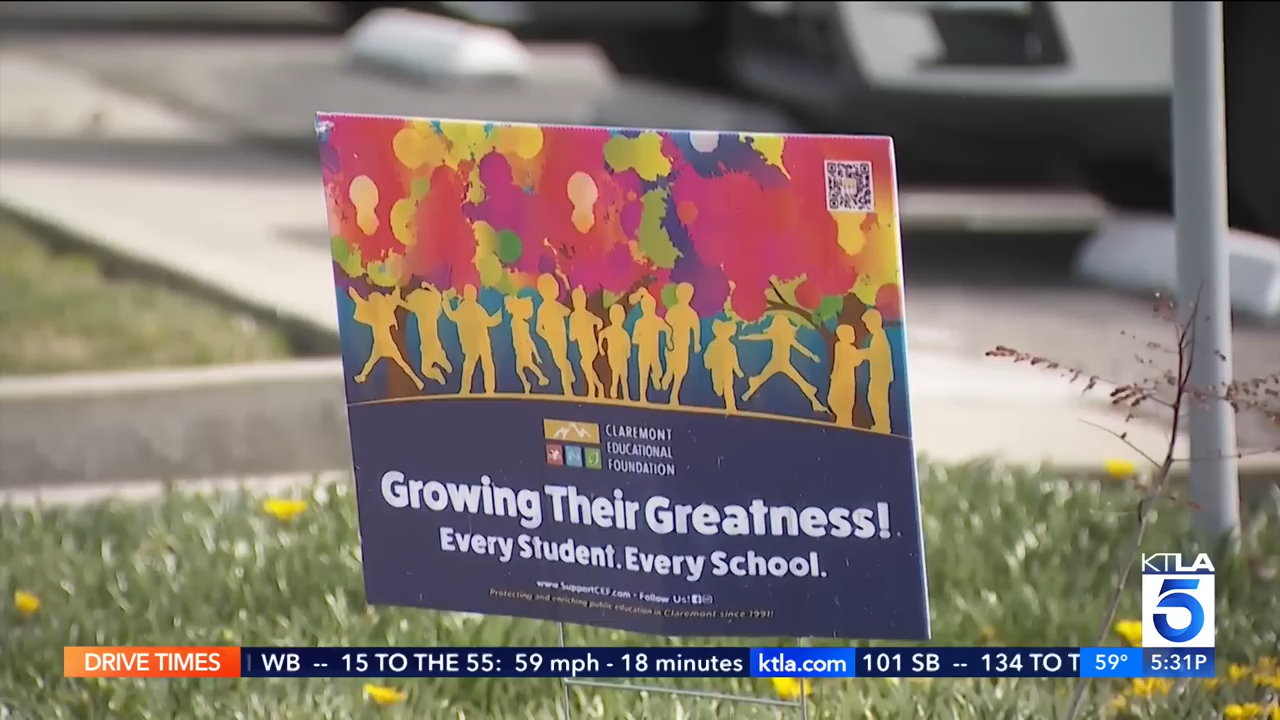 CLAREMONT
EDUCATIONAL
FOUNDATION
Growing Their Greatness!
Every Student. Every School.
www.SupportCEF.com - Follow Us!
Protecting and enriching public education in Claremont since 1991!
KTLA
5
DRIVE TIMES WB -- 15 TO THE 55: 59 mph - 18 minutes ktla.com 101 SB -- 134 TO T 59° 5:31P